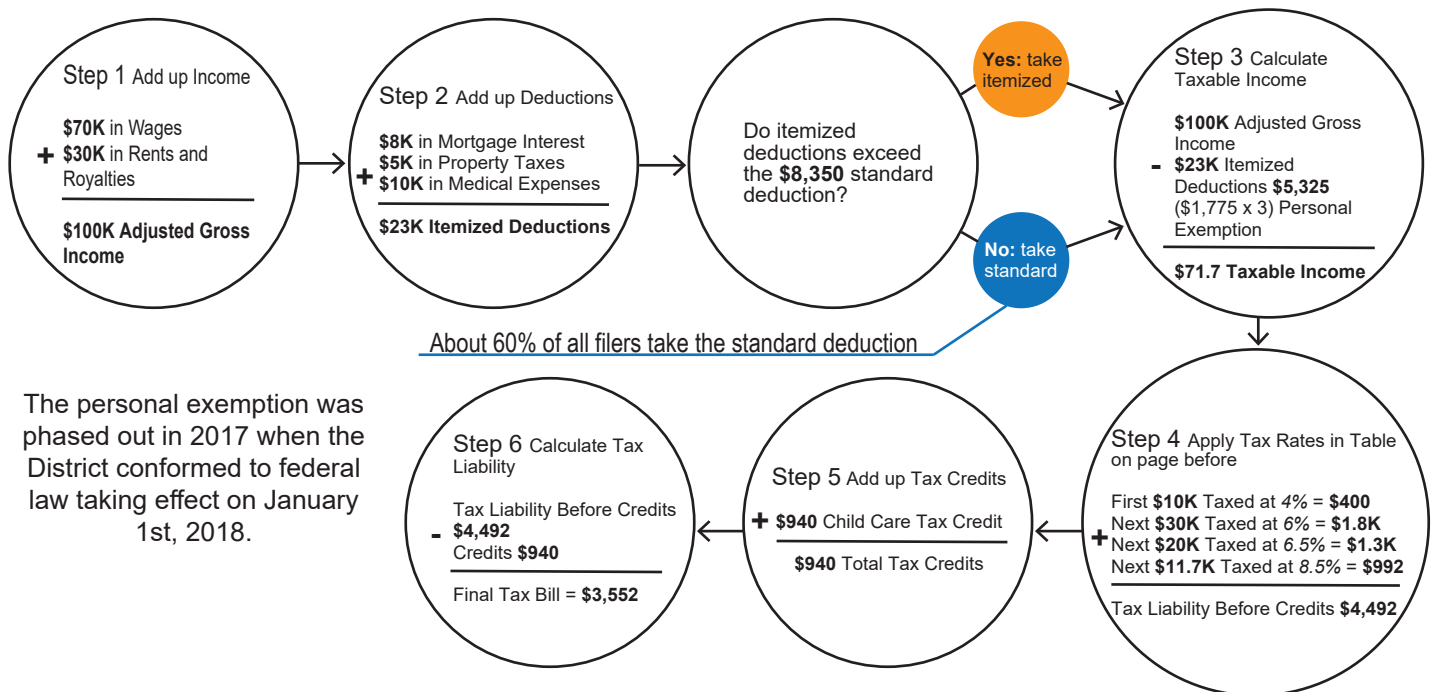 Step 1 Add up Income
$70K in Wages
+ $30K in Rents and
Royalties
$100K Adjusted Gross
Income
Step 2 Add up Deductions
$8K in Mortgage Interest
$5K in Property Taxes
+ $10K in Medical Expenses
$23K Itemized Deductions
Do itemized
deductions exceed
the $8,350 standard
deduction?
Yes: take
itemized
No: take
standard
About 60% of all filers take the standard deduction
Step 3 Calculate
Taxable Income
$100K Adjusted Gross
Income
- $23K Itemized
Deductions $5,325
($1,775 x 3) Personal
Exemption
$71.7 Taxable Income
Step 4 Apply Tax Rates in Table
on page before
First $10K Taxed at 4% = $400
Next $30K Taxed at 6% = $1.8K
+ Next $20K Taxed at 6.5% = $1.3K
Next $11.7K Taxed at 8.5% = $992
Tax Liability Before Credits $4,492
Step 5 Add up Tax Credits
+ $940 Child Care Tax Credit
$940 Total Tax Credits
Step 6 Calculate Tax
Liability
Tax Liability Before Credits
- $4,492
Credits $940
Final Tax Bill = $3,552
The personal exemption was
phased out in 2017 when the
District conformed to federal
law taking effect on January
1st, 2018.